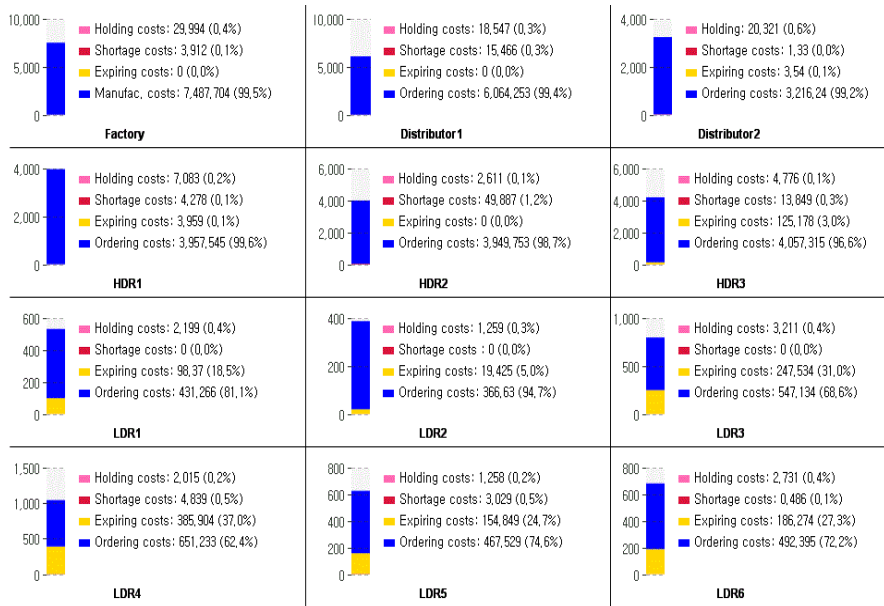 10,000
5,000
0
Holding costs: 29,994 (0,4%)
Shortage costs: 3,912 (0,1%)
Expiring costs: 0 (0,0%)
Manufac, costs: 7,487,704 (99,5%)
Factory
10,000
5,000
0
Holding costs: 18,547 (0,3%)
Shortage costs: 15,466 (0,3%)
Expiring costs: 0 (0,0%)
Ordering costs: 6,064,253 (99,4%)
Distributor1
4,000
2,000
0
Holding: 20,321 (0,6%)
Shortage costs: 1,33 (0,0%)
Expiring costs: 3,54 (0,1%)
Ordering costs: 3,216,24 (99,2%)
Distributor2
4,000
2,000
0
Holding costs: 7,083 (0,2%)
Shortage costs: 4,278 (0,1%)
Expiring costs: 3,959 (0,1%)
Ordering costs: 3,957,545 (99,6%)
HDR1
6,000
4,000
2,000
0
Holding costs: 2,611 (0,1%)
Shortage costs: 49,887 (1,2%)
Expiring costs: 0 (0,0%)
Ordering costs: 3,949,753 (98,7%)
HDR2
6,000
4,000
2,000
0
Holding costs: 4,776 (0,1%)
Shortage costs: 13,849 (0,3%)
Expiring costs: 125,178 (3,0%)
Ordering costs: 4,057,315 (96,6%)
HDR3
600
400
200
0
Holding costs: 2,199 (0,4%)
Shortage costs: 0 (0,0%)
Expiring costs: 98,37 (18,5%)
Ordering costs: 431,266 (81,1%)
LDR1
400
200
0
Holding costs: 1,259 (0,3%)
Shortage costs : 0 (0,0%)
Expiring costs: 19,425 (5,0%)
Ordering costs: 366,63 (94,7%)
LDR2
1,000
500
0
Holding costs: 3,211 (0,4%)
Shortage costs: 0 (0,0%)
Expiring costs: 247,534 (31,0%)
Ordering costs: 547,134 (68,6%)
LDR3
1,500
1,000
500
0
Holding costs: 2,015 (0,2%)
Shortage costs: 4,839 (0,5%)
Expiring costs: 385,904 (37,0%)
Ordering costs: 651,233 (62,4%)
LDR4
800
600
400
200
0
Holding costs: 1,258 (0,2%)
Shortage costs: 3,029 (0,5%)
Expiring costs: 154,849 (24,7%)
Ordering costs: 467,529 (74,6%)
LDR5
800
600
400
200
0
Holding costs: 2,731 (0,4%)
Shortage costs: 0,486 (0,1%)
Expiring costs: 186,274 (27,3%)
Ordering costs: 492,395 (72,2%)
LDR6